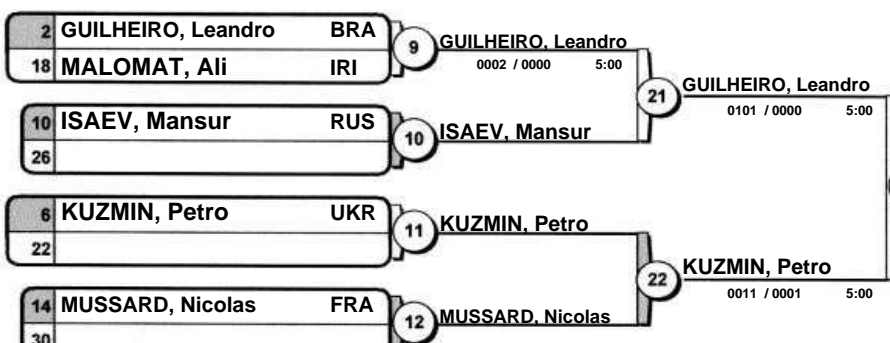 2 GUILHEIRO, Leandro BRA
18 MALOMAT, Ali IRI
9
GUILHEIRO, Leandro
0002 / 0000 5:00
10 ISAEV, Mansur RUS
26
10
ISAEV, Mansur
21
GUILHEIRO, Leandro
0101 / 0000 5:00
6 KUZMIN, Petro UKR
22
11
KUZMIN, Petro
14 MUSSARD, Nicolas FRA
30
12
MUSSARD, Nicolas
22
KUZMIN, Petro
0011 / 0001 5:00